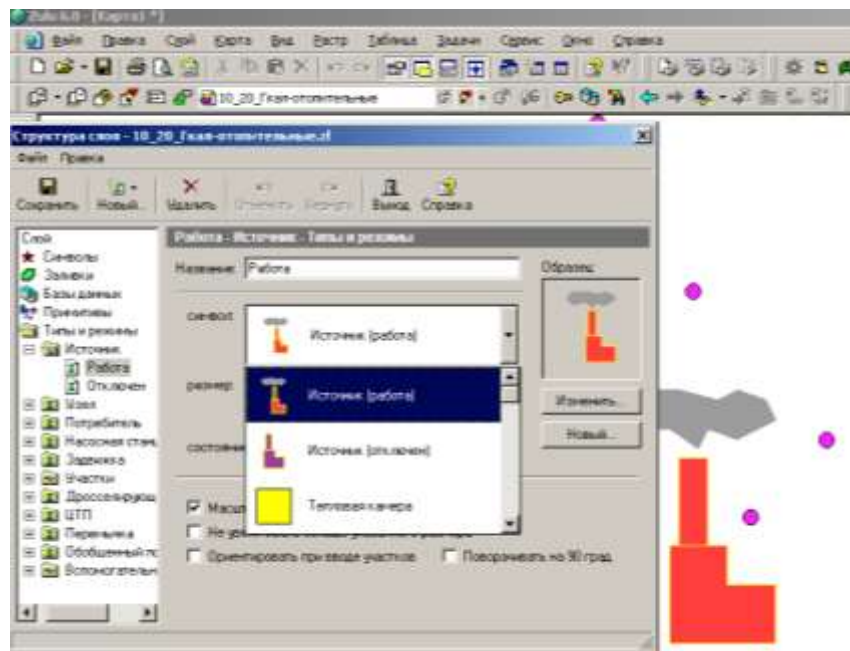 Zulu 6.0 - [Карта1 *]
Файл Правка Слой Карта Вид Растр Таблица Задачи Сервис Окно Справка
10_20_Гкал-отопительные
Структура слоя - 10_20_Гкал-отопительные.zl
Файл Правка
Сохранить Новый... Удалить Отменить Вернуть Выход Справка
Слой
Символы
Заливки
Базы данных
Примитивы
Типы и режимы
Источник
Работа
Отключен
Узел
Потребитель
Насосная стан
Задвижка
Участки
Дросселирующ
ЦТП
Перемычка
Обобщенный по
Вспомогательн
Работа - Источник - Типы и режимы
Название: Работа
Образец:
символ:
Источник (работа)
размер:
Источник (работа)
Изменить...
состояние
Источник (отключен)
Новый...
Тепловая камера
Масш
Ориентировать при вводе участков
Поворачивать на 90 град.